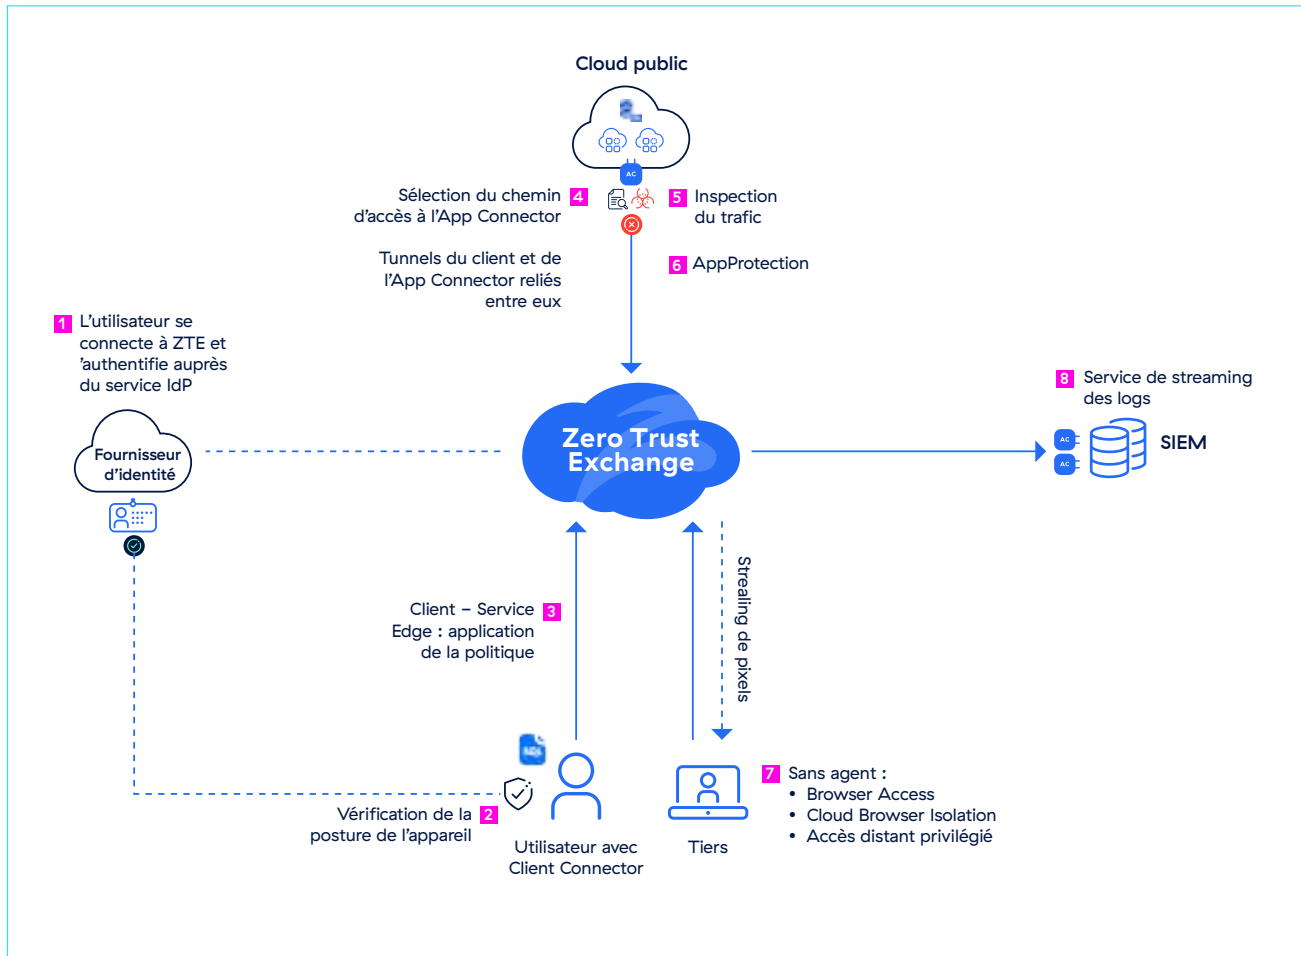 Cloud public
AC
Sélection du chemin
d'accès à l'App Connector
4
5
Inspection
du trafic
Tunnels du client et de
l'App Connector reliés
entre eux
6
AppProtection
1
L'utilisateur se
connecte à ZTE et
'authentifie auprès
du service IdP
Fournisseur
d'identité
Zero Trust
Exchange
8
Service de streaming
des logs
AC
AC
SIEM
Client – Service
Edge : application
de la politique
3
Strealing de pixels
Vérification de la
posture de l'appareil
2
Utilisateur avec
Client Connector
Tiers
7
Sans agent :
• Browser Access
• Cloud Browser Isolation
• Accès distant privilégié